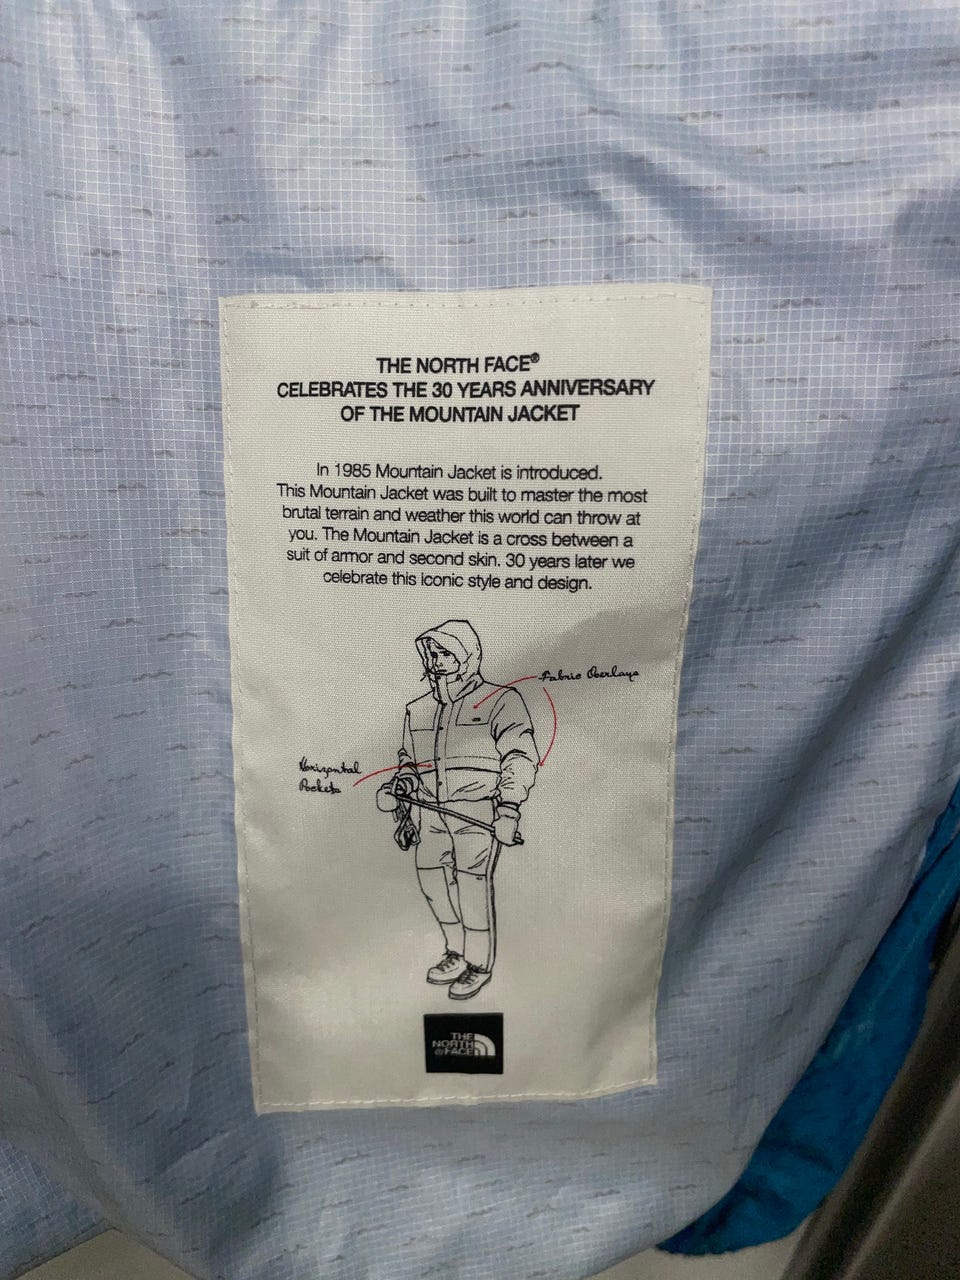 THE NORTH FACE®
CELEBRATES THE 30 YEARS ANNIVERSARY
OF THE MOUNTAIN JACKET
In 1985 Mountain Jacket is introduced.
This Mountain Jacket was built to master the most
brutal terrain and weather this world can throw at
you. The Mountain Jacket is a cross between a
suit of armor and second skin. 30 years later we
celebrate this iconic style and design.
Fabric Overlays
Horizontal
Pockets
THE
NORTH
FACE